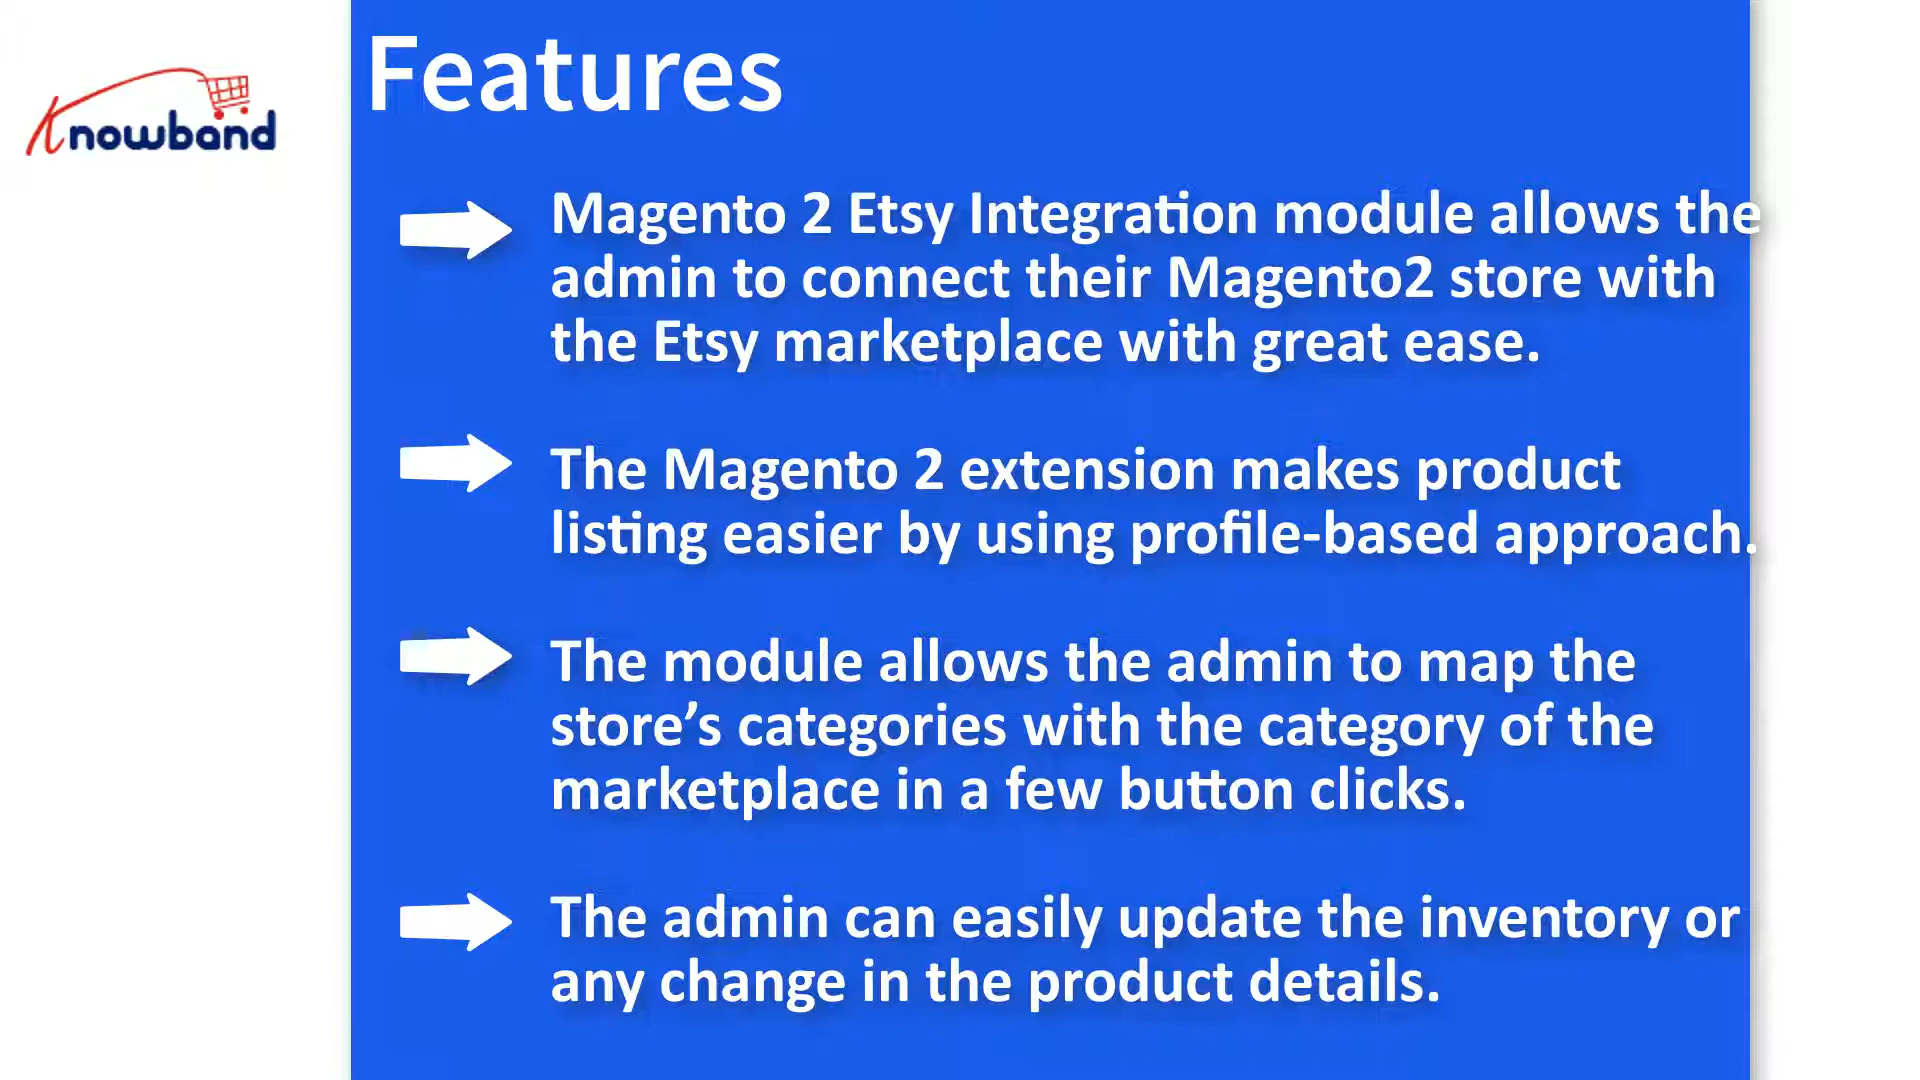 Knowband
Features
Magento 2 Etsy Integration module allows the
admin to connect their Magento2 store with
the Etsy marketplace with great ease.
The Magento 2 extension makes product
listing easier by using profile-based approach.
The module allows the admin to map the
store’s categories with the category of the
marketplace in a few button clicks.
The admin can easily update the inventory or
any change in the product details.